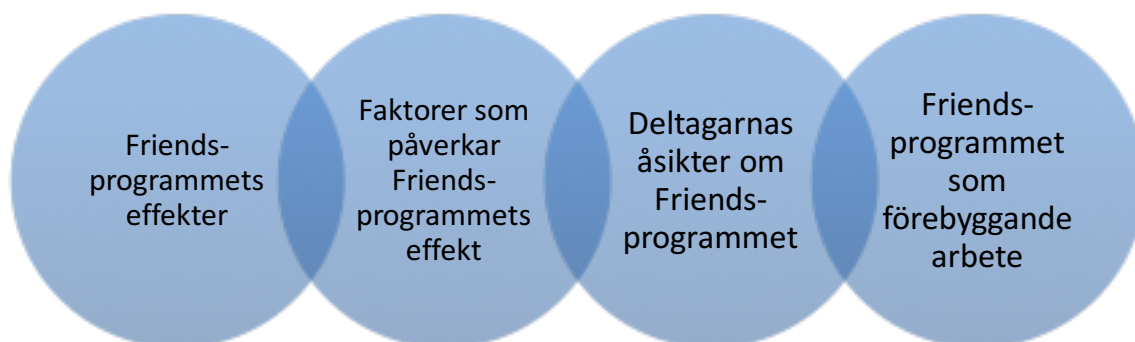 Friends-
programmets
effekter
Faktorer som
påverkar
Friends-
programmets
effekt
Deltagarnas
åsikter om
Friends-
programmet
Friends-
programmet
som
förebyggande
arbete